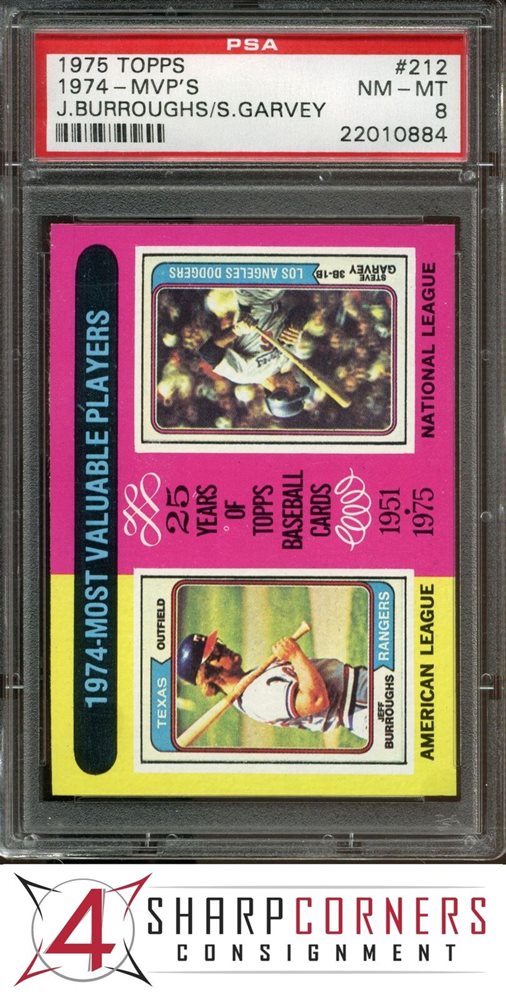 PSA
1975 TOPPS #212
1974-MVP'S NM-MT
J.BURROUGHS/S.GARVEY 8
22010884
1974-MOST VALUABLE PLAYERS
TEXAS OUTFIELD
JEFF
BURROUGHS RANGERS
AMERICAN LEAGUE
25
YEARS
OF
TOPPS
BASEBALL
CARDS
1951
•
1975
STEVE
GARVEY 3B-1B
LOS ANGELES DODGERS
NATIONAL LEAGUE
4 SHARPCORNERS
CONSIGNMENT